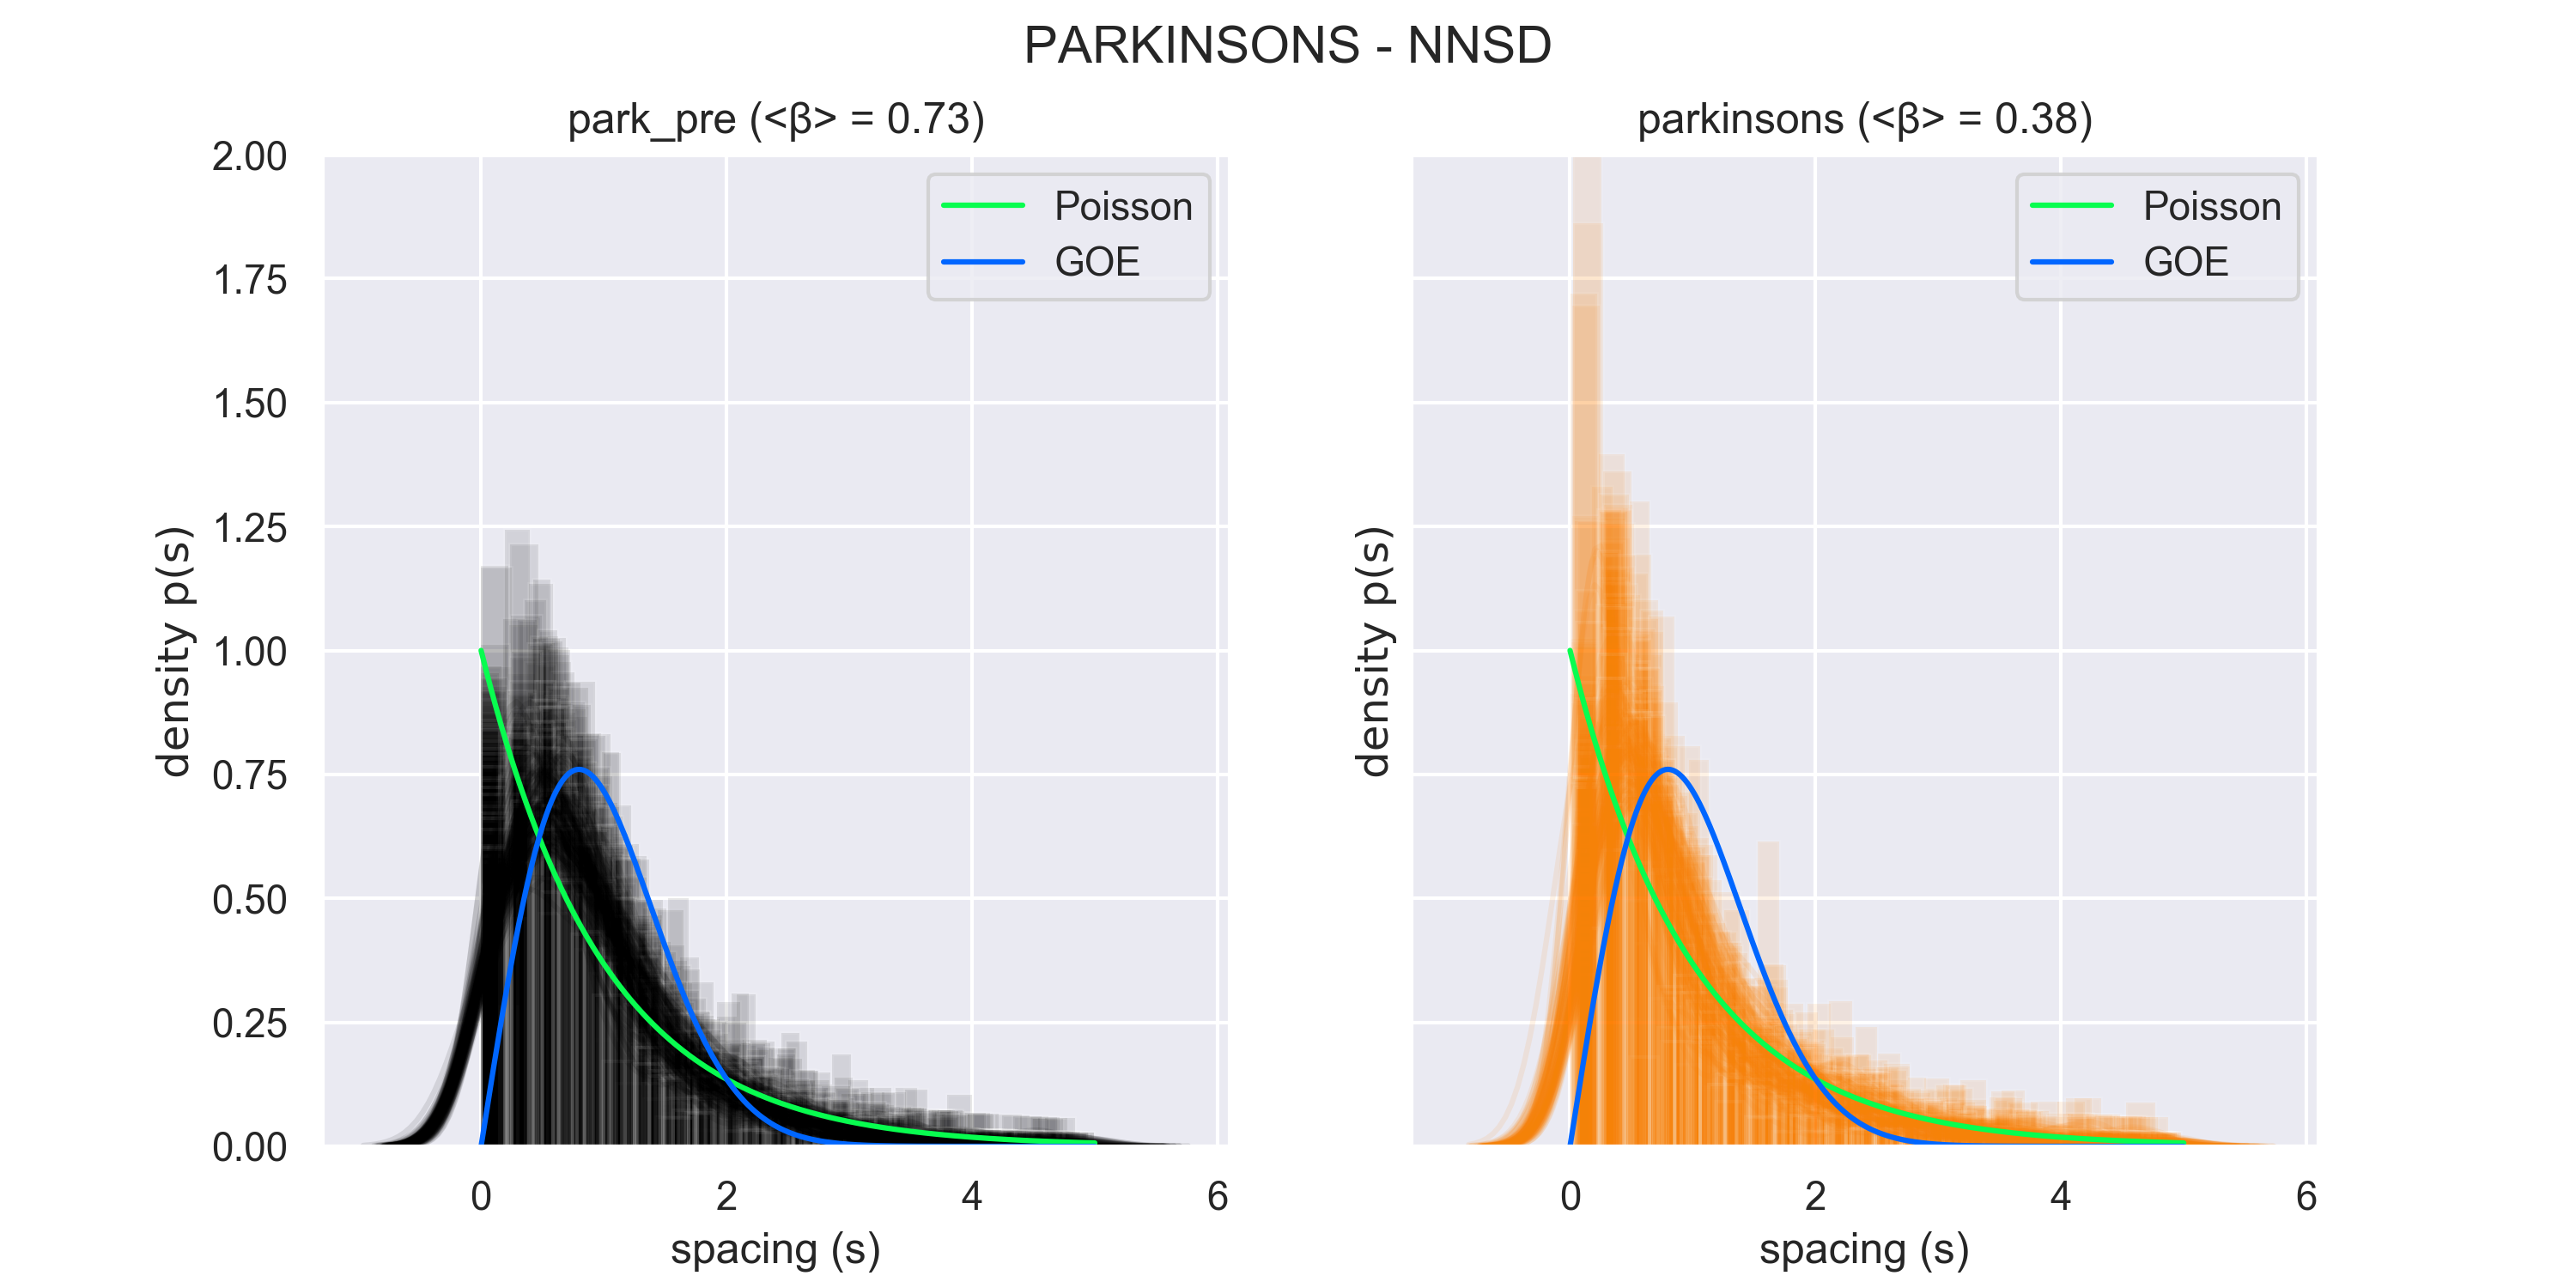 PARKINSONS - NNSD
park_pre (<β> = 0.73)
2.00
1.75
1.50
1.25
1.00
0.75
0.50
0.25
0.00
density p(s)
Poisson
GOE
0 2 4 6
spacing (s)
parkinsons (<β> = 0.38)
density p(s)
Poisson
GOE
0 2 4 6
spacing (s)